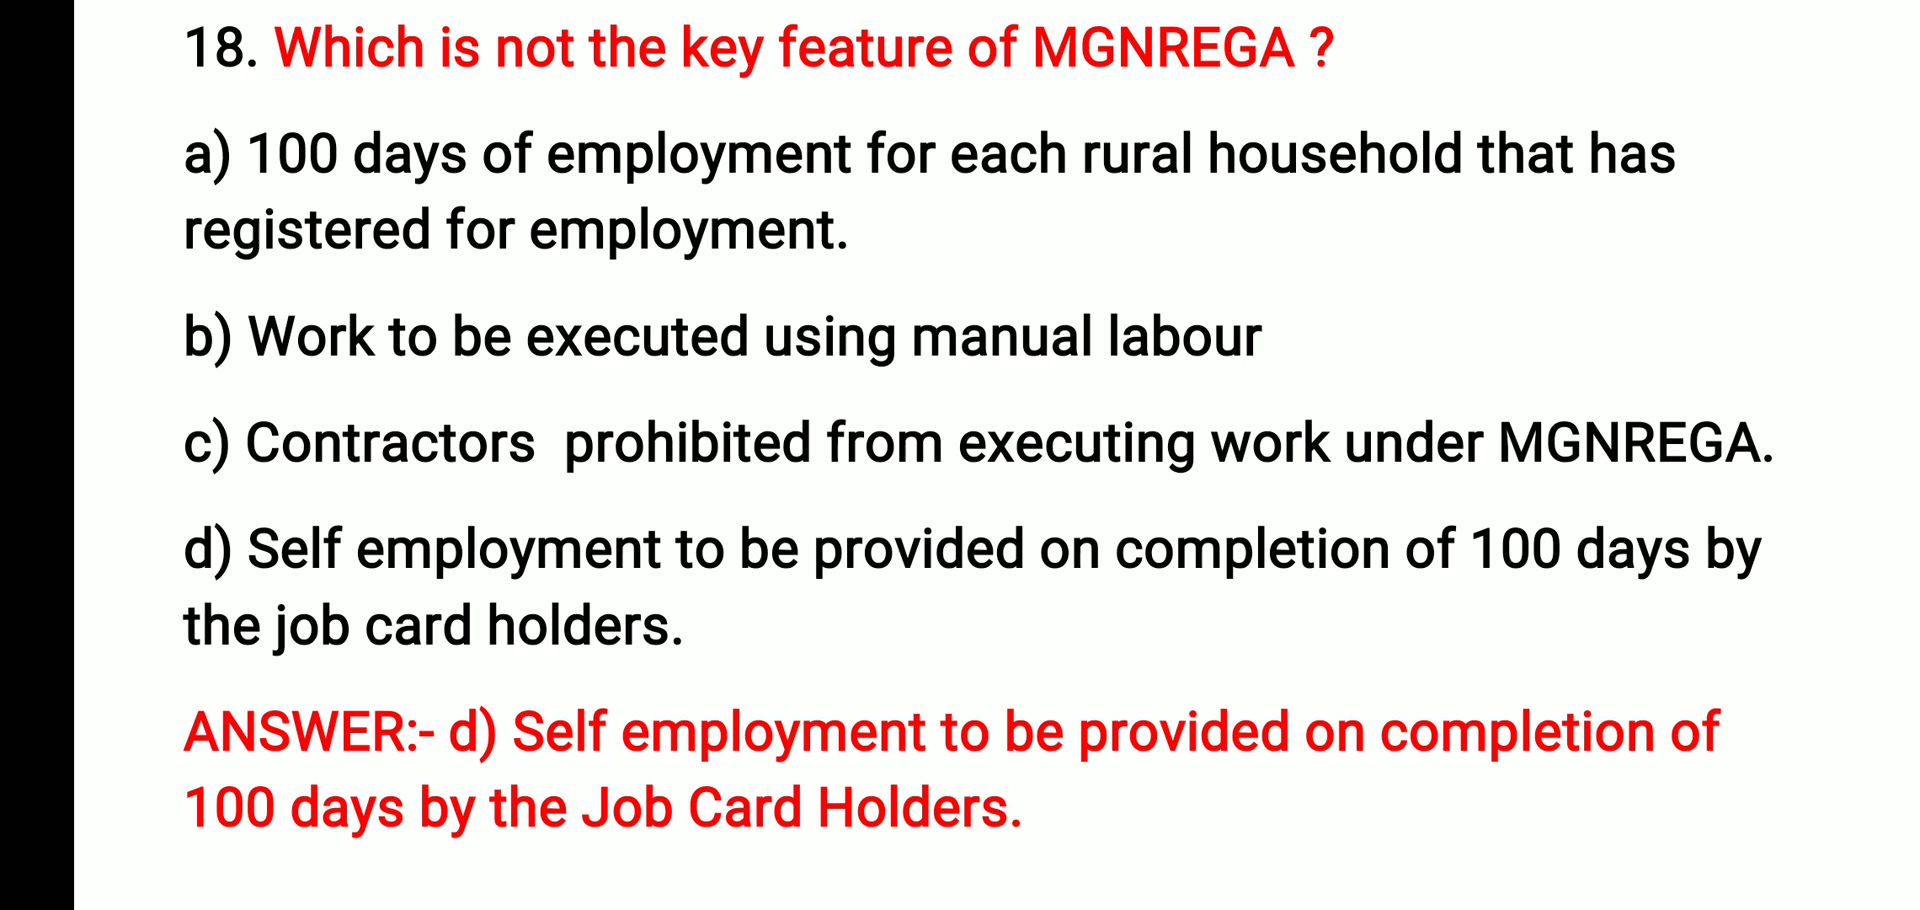 18. Which is not the key feature of MGNREGA ?
a) 100 days of employment for each rural household that has
registered for employment.
b) Work to be executed using manual labour
c) Contractors  prohibited from executing work under MGNREGA.
d) Self employment to be provided on completion of 100 days by
the job card holders.
ANSWER:- d) Self employment to be provided on completion of
100 days by the Job Card Holders.